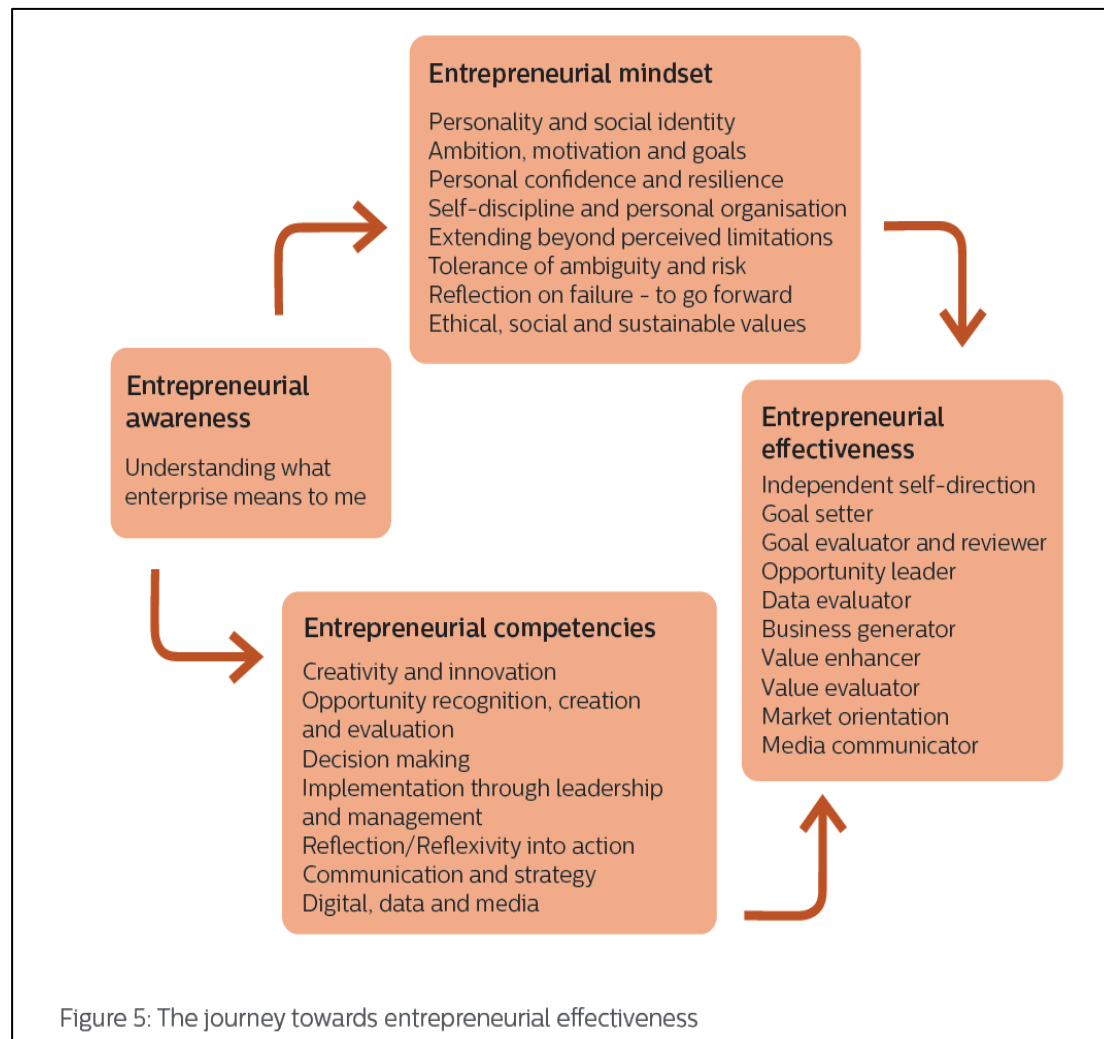 Entrepreneurial mindset
Personality and social identity
Ambition, motivation and goals
Personal confidence and resilience
Self-discipline and personal organisation
Extending beyond perceived limitations
Tolerance of ambiguity and risk
Reflection on failure - to go forward
Ethical, social and sustainable values
Entrepreneurial
awareness
Understanding what
enterprise means to me
Entrepreneurial competencies
Creativity and innovation
Opportunity recognition, creation
and evaluation
Decision making
Implementation through leadership
and management
Reflection/Reflexivity into action
Communication and strategy
Digital, data and media
Entrepreneurial
effectiveness
Independent self-direction
Goal setter
Goal evaluator and reviewer
Opportunity leader
Data evaluator
Business generator
Value enhancer
Value evaluator
Market orientation
Media communicator
Figure 5: The journey towards entrepreneurial effectiveness